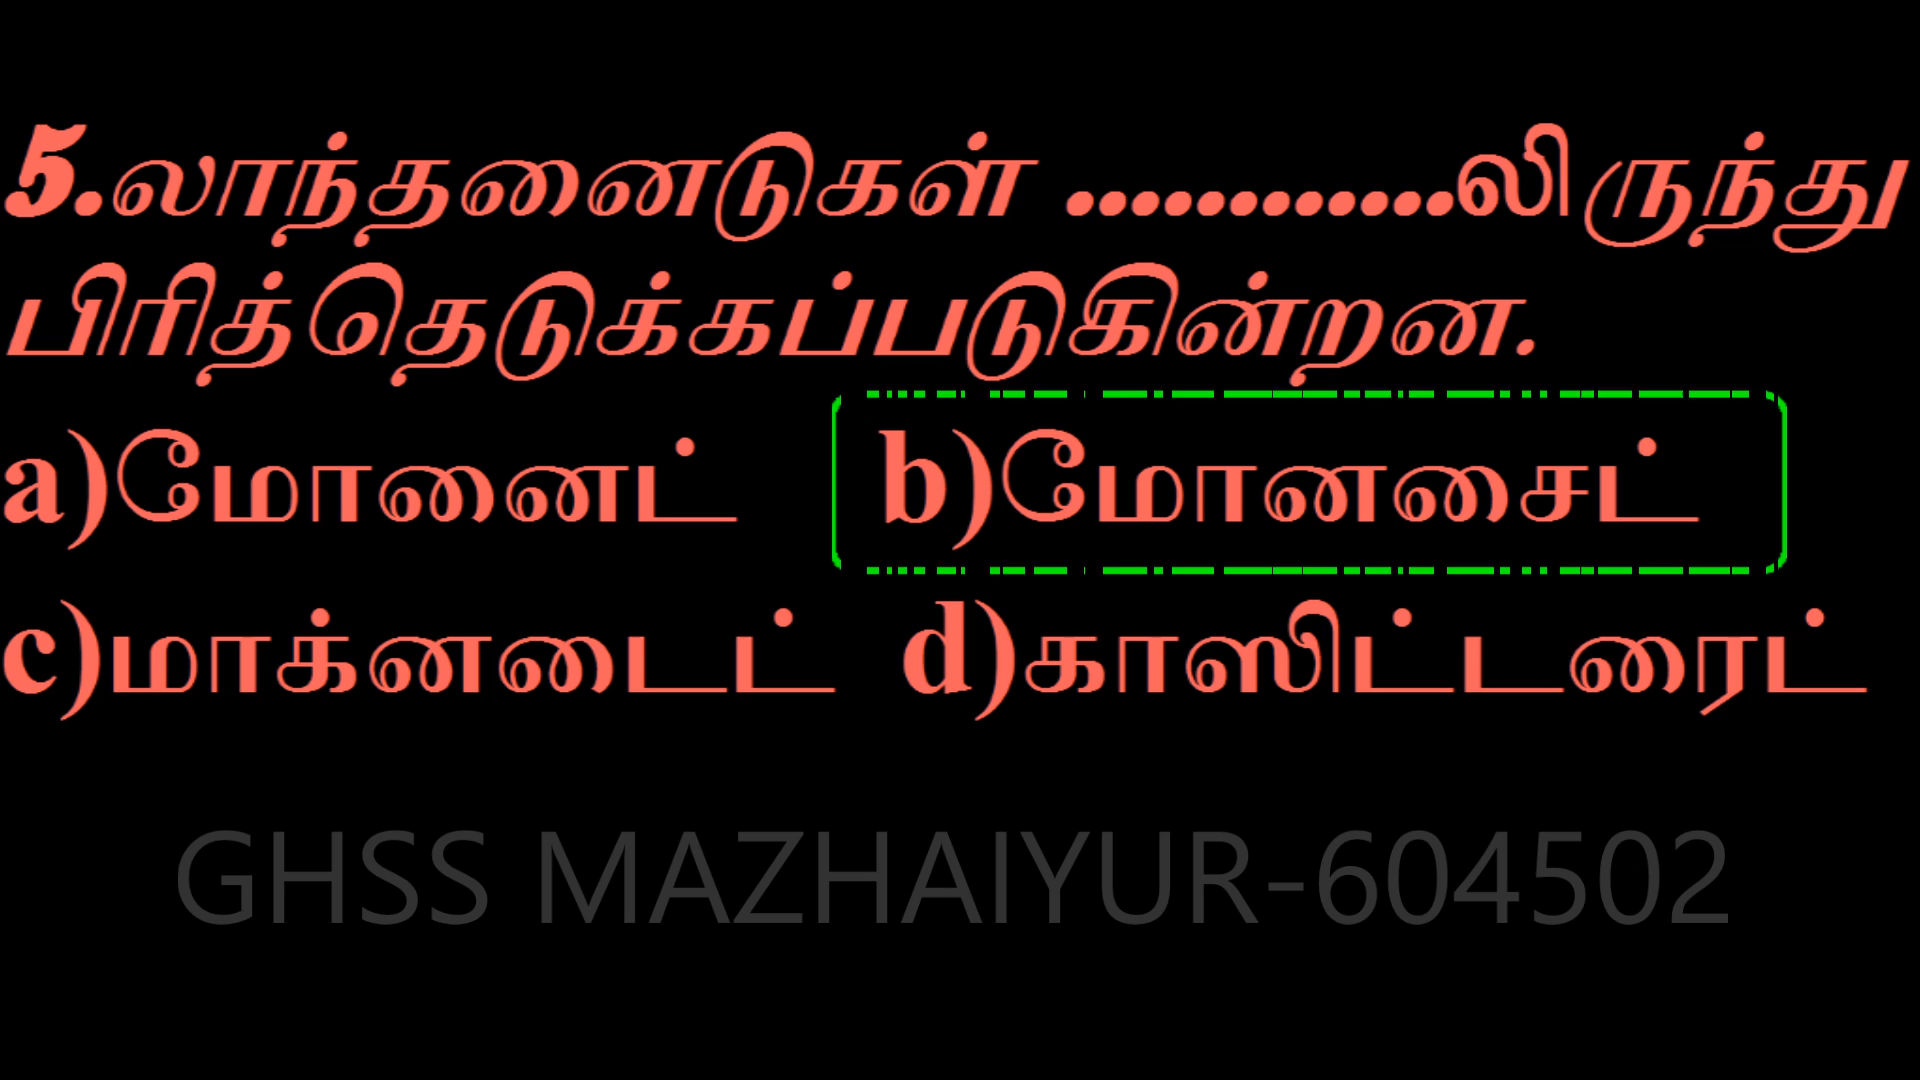 5.லாந்தனைடுகள் ............லிருந்து
பிரித்தெடுக்கப்படுகின்றன.
a)மோனைட் b)மோனசைட்
c)மாக்னடைட் d)காஸிட்டரைட்
GHSS MAZHAIYUR-604502